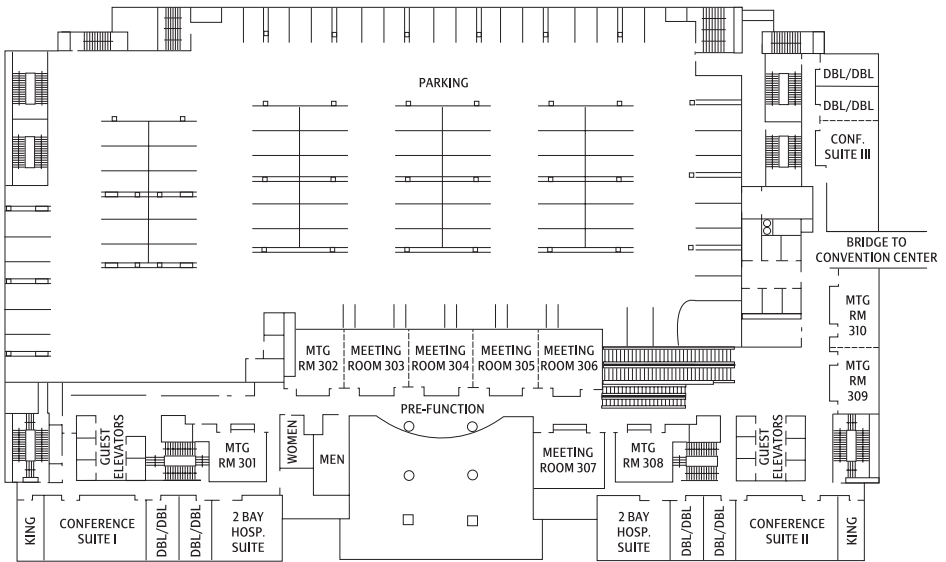 PARKING
DBL/DBL
DBL/DBL
CONF.
SUITE III
BRIDGE TO
CONVENTION CENTER
MTG
RM
310
MTG
RM
309
MTG
RM 302
MEETING
ROOM 303
MEETING
ROOM 304
MEETING
ROOM 305
MEETING
ROOM 306
PRE-FUNCTION
GUEST
ELEVATORS
MTG
RM 301
WOMEN
MEN
MEETING
ROOM 307
MTG
RM 308
GUEST
ELEVATORS
KING
CONFERENCE
SUITE I
DBL/DBL
DBL/DBL
2 BAY
HOSP.
SUITE
2 BAY
HOSP.
SUITE
DBL/DBL
DBL/DBL
CONFERENCE
SUITE II
KING